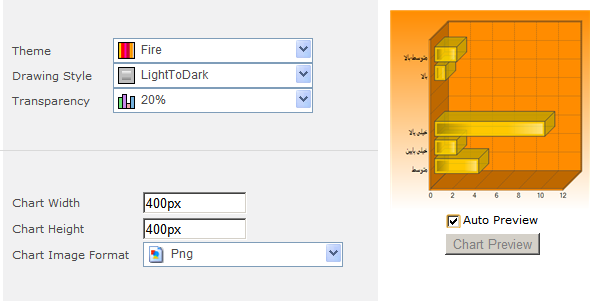 Theme Fire
Drawing Style LightToDark
Transparency 20%
Chart Width 400px
Chart Height 400px
Chart Image Format Png
متوسط بالا
بالا
خیلی بالا
خیلی پایین
متوسط
0 2 4 6 8 10 12
Auto Preview
Chart Preview